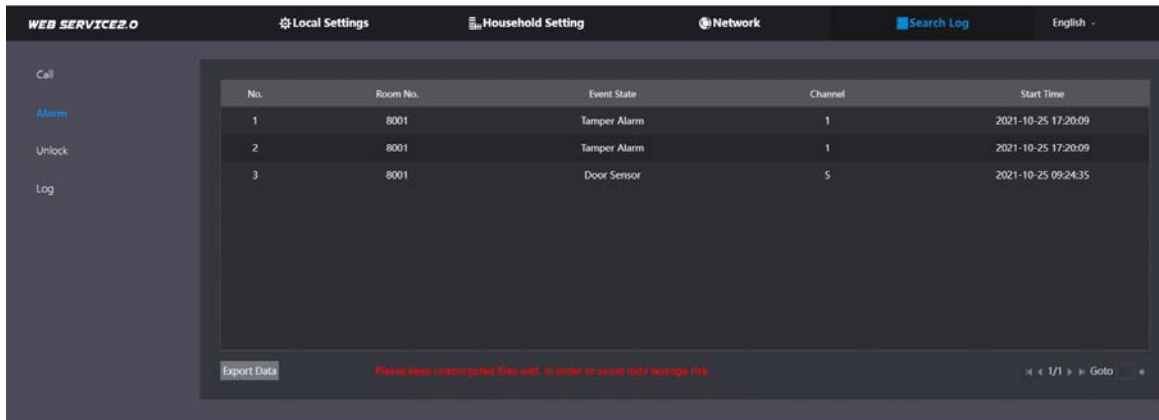 WEB SERVICE2.0 Local Settings Household Setting Network Search Log English
Call
Alarm
Unlock
Log
No. Room No. Event State Channel Start Time
1 8001 Tamper Alarm 1 2021-10-25 17:20:09
2 8001 Tamper Alarm 1 2021-10-25 17:20:09
3 8001 Door Sensor 5 2021-10-25 09:24:35
Export Data Please keep unencrypted files well, in order to avoid data leakage risk. 1/1 Goto